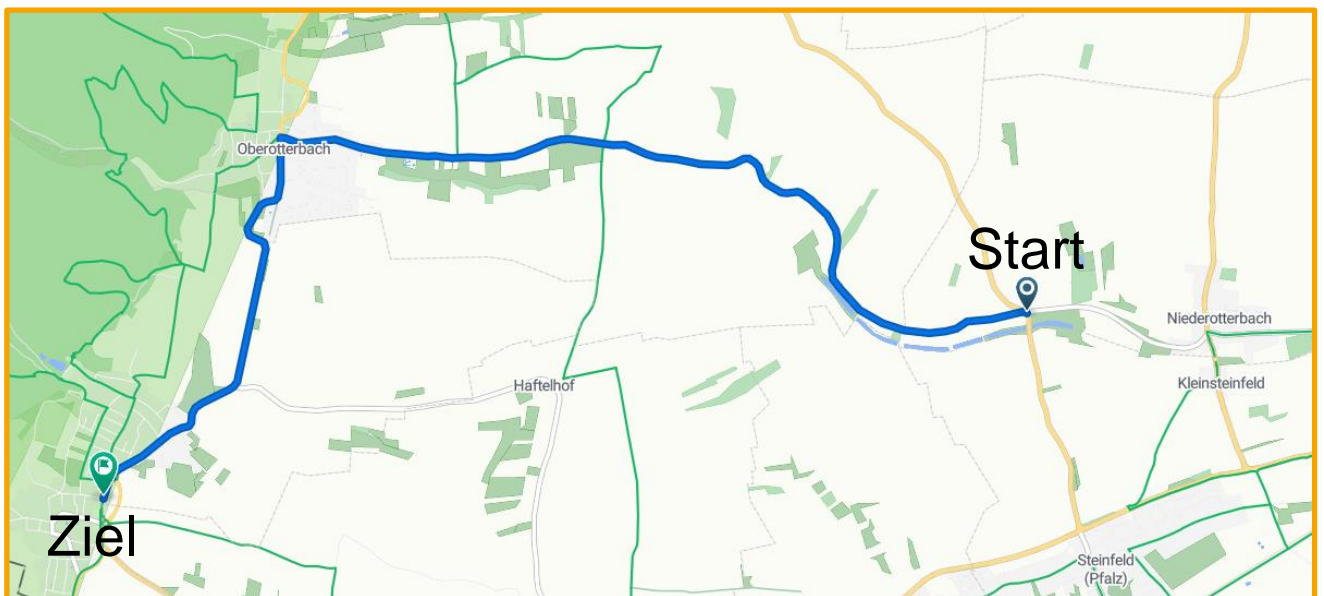 Oberotterbach
Start
Niederotterbach
Haftelhof
Kleinsteinfeld
Ziel
Steinfeld
(Pfalz)